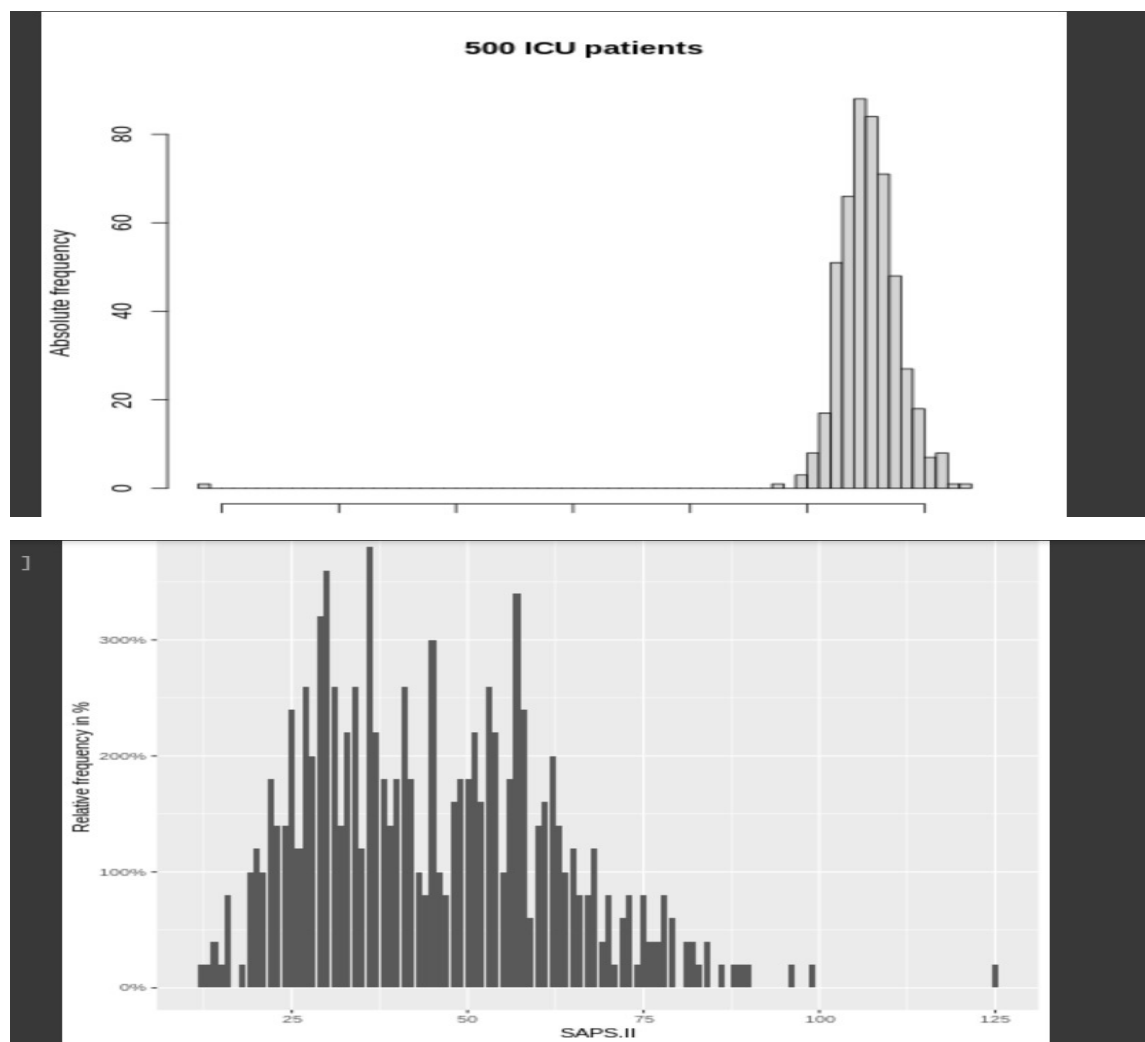 500 ICU patients
80
60
40
20
0
Absolute frequency
]
300%
200%
100%
0%
Relative frequency in %
25 50 75 100 125
SAPS.II